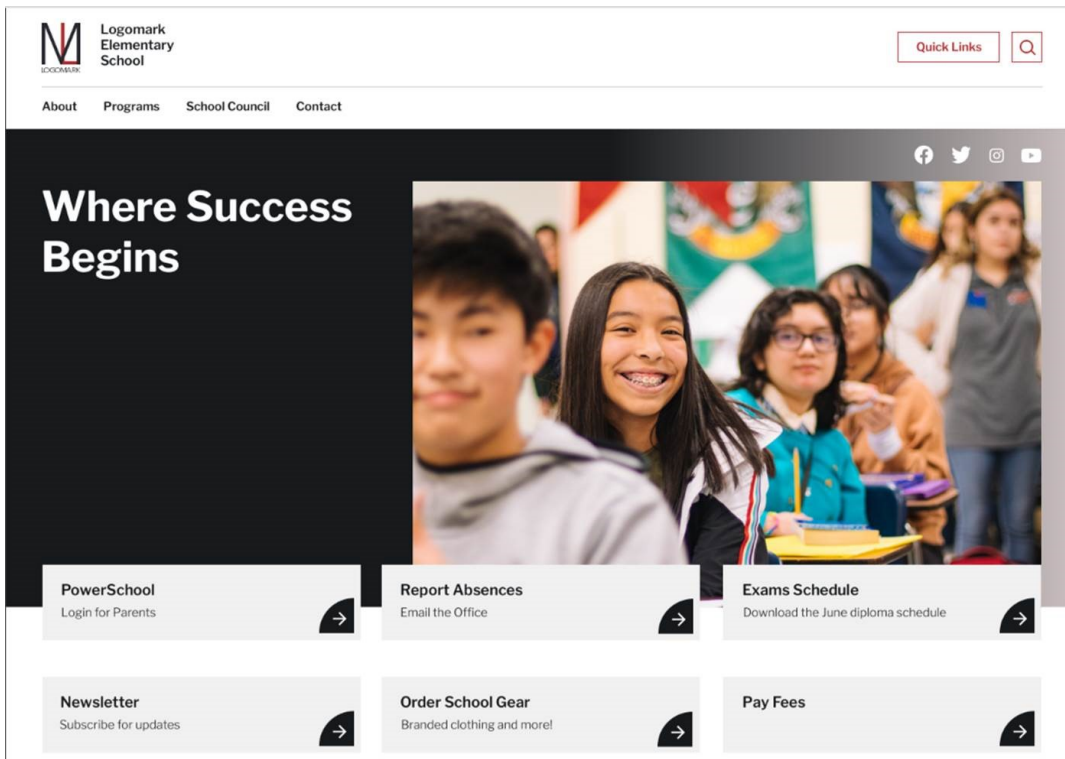 LOGOMARK
Logomark
Elementary
School
Quick Links
About Programs School Council Contact
Where Success
Begins
PowerSchool
Login for Parents
Report Absences
Email the Office
Exams Schedule
Download the June diploma schedule
Newsletter
Subscribe for updates
Order School Gear
Branded clothing and more!
Pay Fees